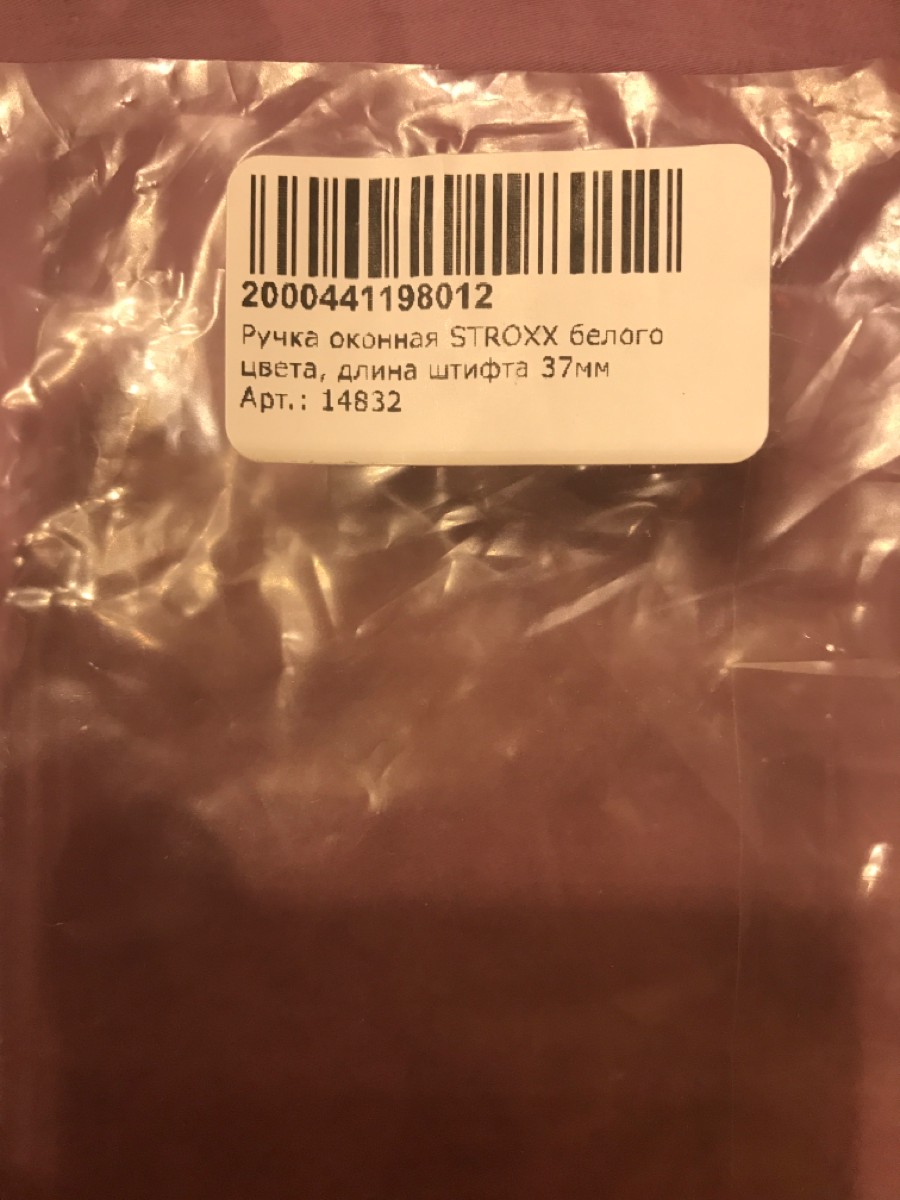 2000441198012
Ручка оконная STROXX белого
цвета, длина штифта 37мм
Арт.: 14832